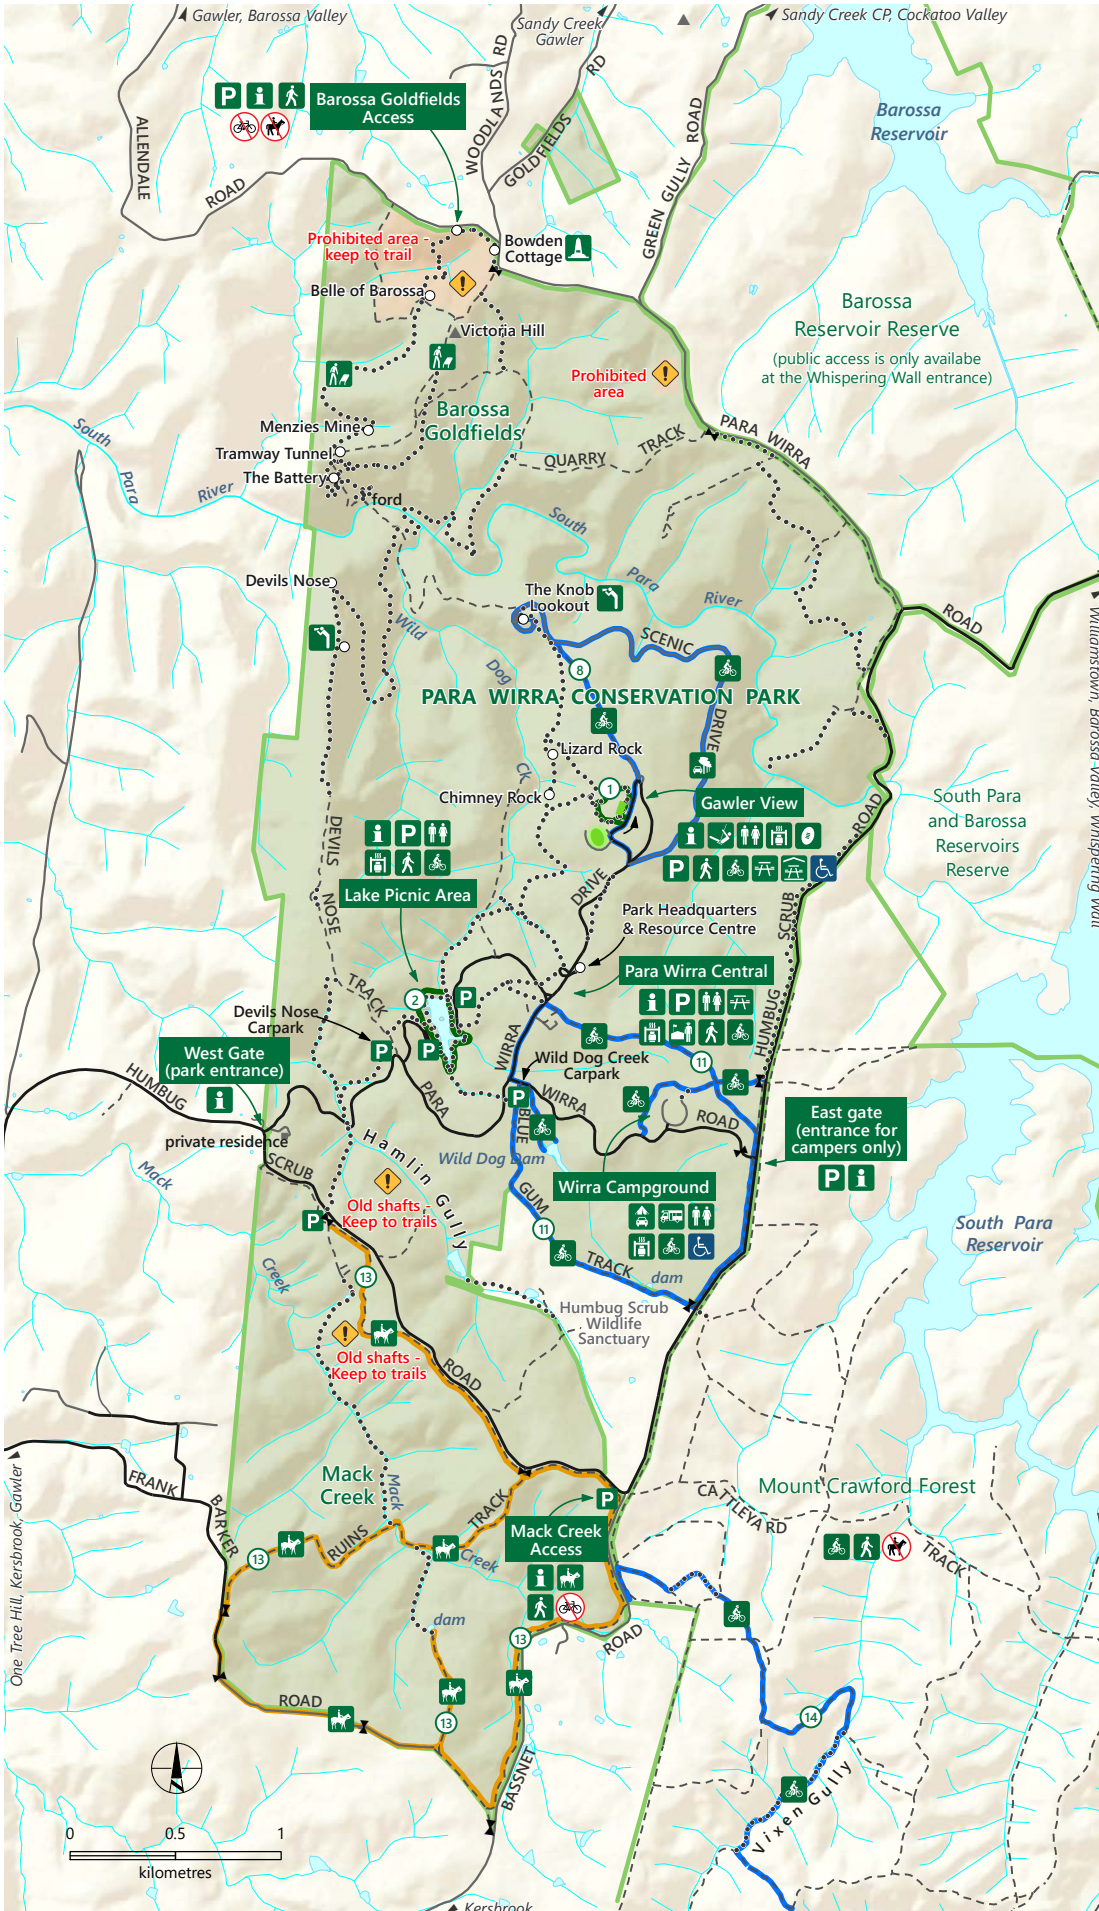 Gawler, Barossa Valley
Sandy Creek
Gawler
Sandy Creek CP, Cockatoo Valley
WOODLANDS RD
GOLDFIELDS RD
GREEN GULLY ROAD
ALLENDALE
ROAD
P i
Barossa Goldfields
Access
Barossa
Reservoir
Prohibited area -
keep to trail
Bowden
Cottage
Belle of Barossa
Victoria Hill
Barossa
Reservoir Reserve
(public access is only availabe
at the Whispering Wall entrance)
Prohibited
area
Barossa
Goldfields
Menzies Mine
Tramway Tunnel
The Battery
ford
QUARRY TRACK
PARA WIRRA
ROAD
South
Para
River
South
Para
River
Devils Nose
The Knob
Lookout
SCENIC
DRIVE
8
Wild
Dog
Ck
PARA WIRRA CONSERVATION PARK
Williamstown, Barossa Valley, Whispering Wall
Lizard Rock
Chimney Rock
1
Gawler View
i
P
South Para
and Barossa
Reservoirs
Reserve
ROAD
SCRUB
HUMBUG
DEVILS
NOSE
TRACK
i P
Lake Picnic Area
DRIVE
Park Headquarters
& Resource Centre
Para Wirra Central
i P
2
P
P
Devils Nose
Carpark
P
West Gate
(park entrance)
i
HUMBUG
private residence
SCRUB
PARA
WIRRA
Wild Dog Creek
Carpark
P
WIRRA
ROAD
11
BLUE
GUM
TRACK
11
Wild Dog Dam
East gate
(entrance for
campers only)
P i
Wirra Campground
Mack
Creek
Hamlin Gully
Old shafts -
Keep to trails
P
13
Old shafts -
Keep to trails
ROAD
dam
Humbug Scrub
Wildlife
Sanctuary
South Para
Reservoir
One Tree Hill, Kersbrook, Gawler
FRANK
BARKER
Mack
Creek
Mack
Creek
RUINS
TRACK
13
P
Mack Creek
Access
i
CATTLEYA RD
Mount Crawford Forest
TRACK
dam
13
13
ROAD
ROAD
BASSNET
14
Vixen Gully
0 0.5 1
kilometres
Kersbrook